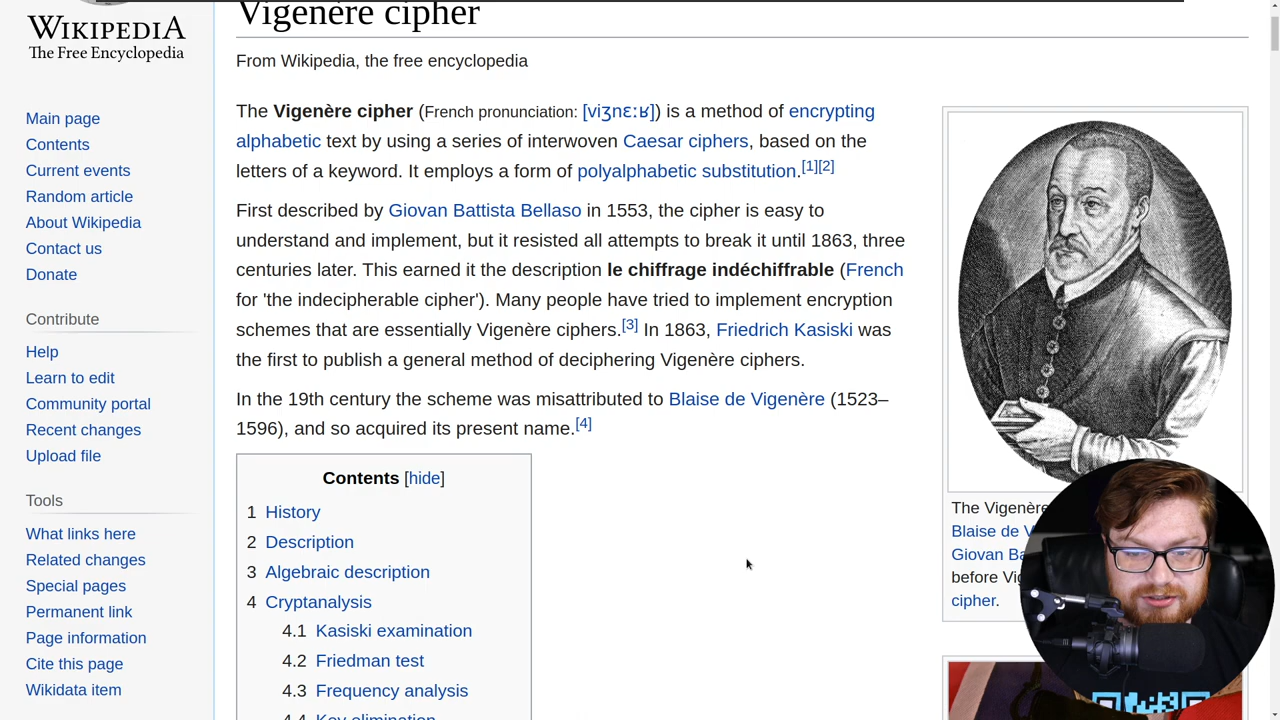 Vigenère cipher
WIKIPEDIA
The Free Encyclopedia
From Wikipedia, the free encyclopedia
Main page
Contents
Current events
Random article
About Wikipedia
Contact us
Donate
Contribute
Help
Learn to edit
Community portal
Recent changes
Upload file
Tools
What links here
Related changes
Special pages
Permanent link
Page information
Cite this page
Wikidata item
The Vigenère cipher (French pronunciation: [viʒnɛːʁ]) is a method of encrypting
alphabetic text by using a series of interwoven Caesar ciphers, based on the
letters of a keyword. It employs a form of polyalphabetic substitution.[1][2]
First described by Giovan Battista Bellaso in 1553, the cipher is easy to
understand and implement, but it resisted all attempts to break it until 1863, three
centuries later. This earned it the description le chiffrage indéchiffrable (French
for 'the indecipherable cipher'). Many people have tried to implement encryption
schemes that are essentially Vigenère ciphers.[3] In 1863, Friedrich Kasiski was
the first to publish a general method of deciphering Vigenère ciphers.
In the 19th century the scheme was misattributed to Blaise de Vigenère (1523–
1596), and so acquired its present name.[4]
Contents [hide]
1 History
2 Description
3 Algebraic description
4 Cryptanalysis
4.1 Kasiski examination
4.2 Friedman test
4.3 Frequency analysis
4.4 Key elimination
The Vigenère
Blaise de V
Giovan Ba
before Vig
cipher.